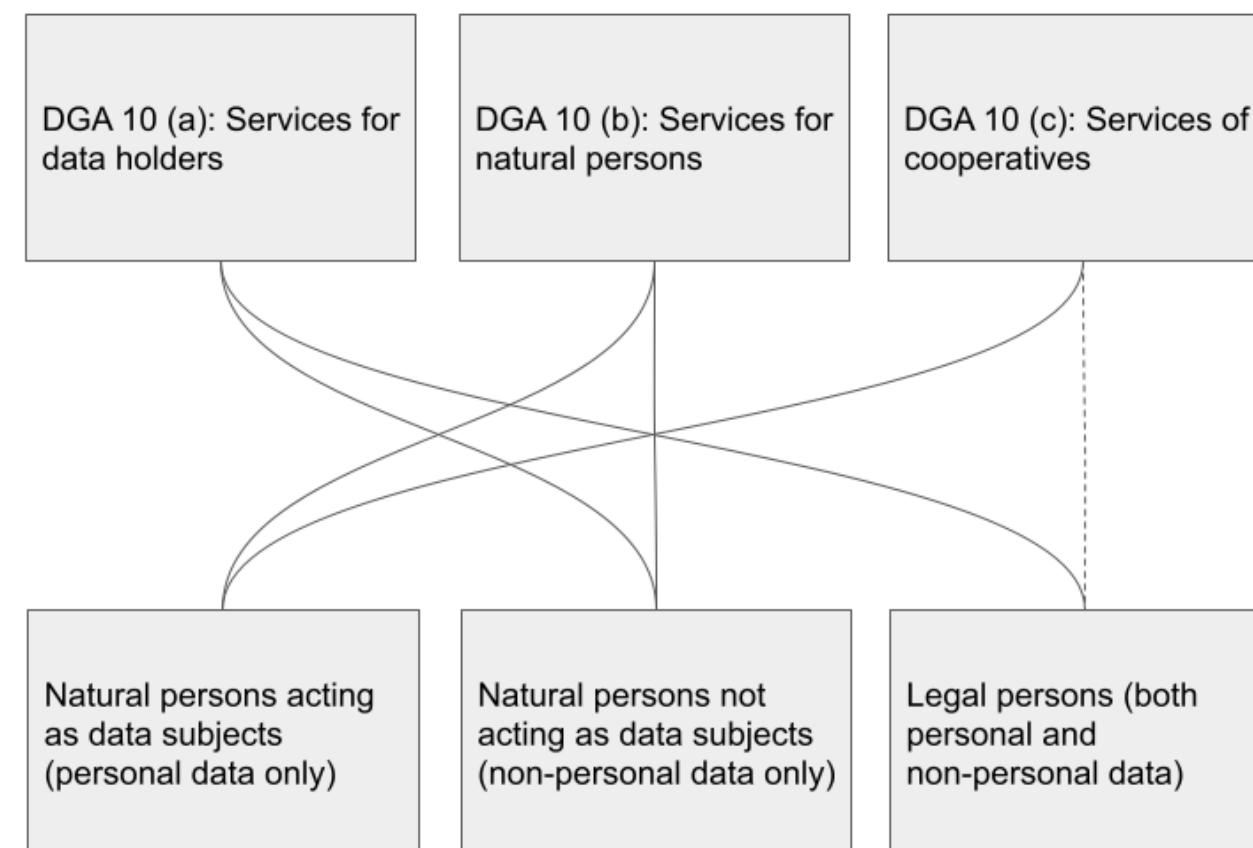 DGA 10 (a): Services for
data holders
DGA 10 (b): Services for
natural persons
DGA 10 (c): Services of
cooperatives
Natural persons acting
as data subjects
(personal data only)
Natural persons not
acting as data subjects
(non-personal data only)
Legal persons (both
personal and
non-personal data)